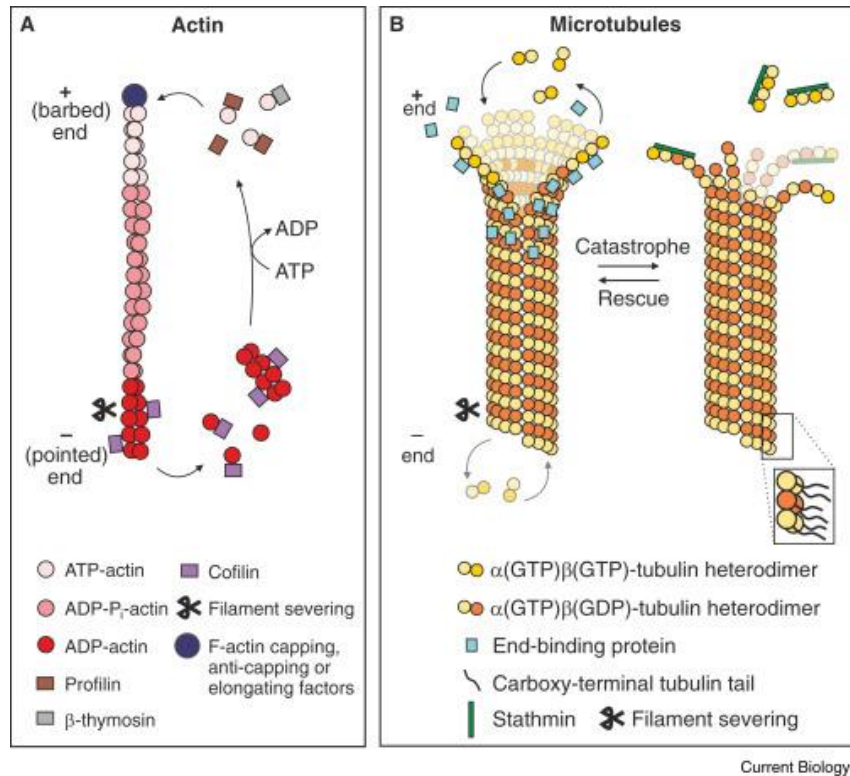 A
Actin
+
(barbed)
end
ADP
ATP
−
(pointed)
end
ATP-actin
ADP-Pi-actin
ADP-actin
Profilin
β-thymosin
Cofilin
Filament severing
F-actin capping,
anti-capping or
elongating factors
B
Microtubules
+
end
Catastrophe
Rescue
−
end
α(GTP)β(GTP)-tubulin heterodimer
α(GTP)β(GDP)-tubulin heterodimer
End-binding protein
Carboxy-terminal tubulin tail
Stathmin
Filament severing
Current Biology